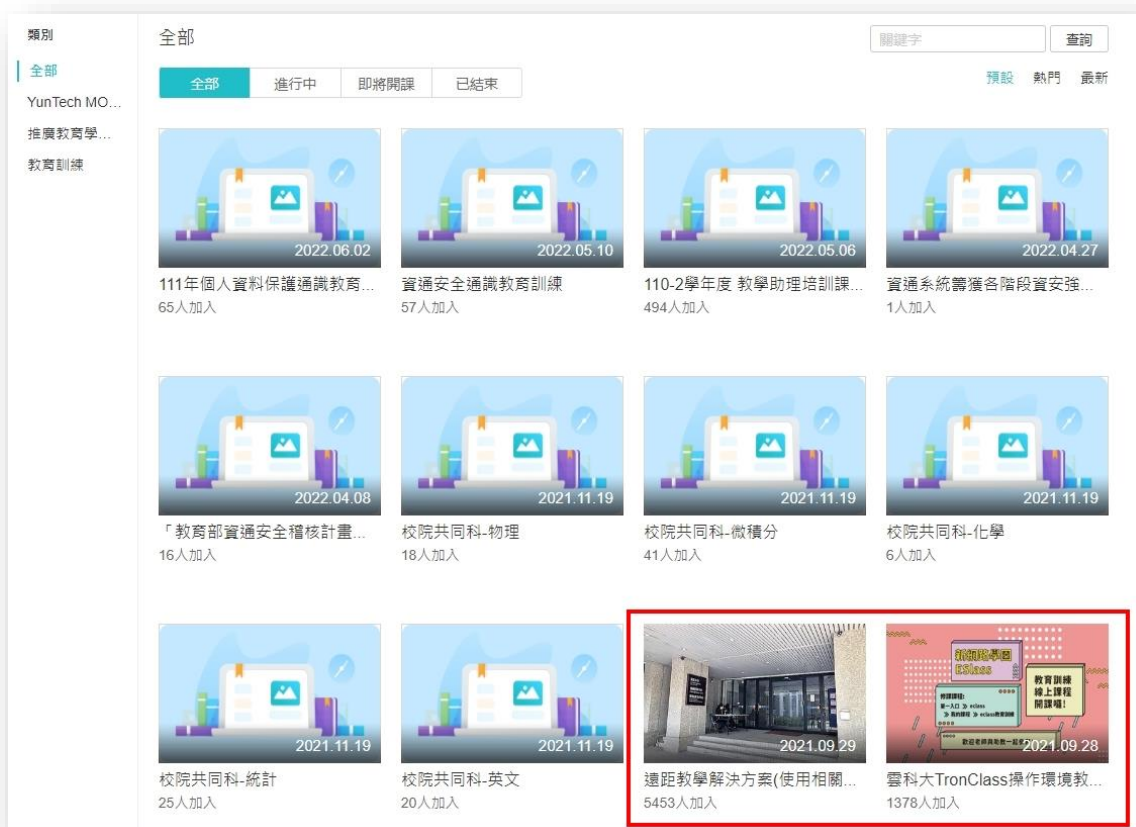 類別
全部
YunTech MO...
推廣教育學...
教育訓練
全部
關鍵字
查詢
全部
進行中
即將開課
已結束
預設
熱門
最新
2022.06.02
2022.05.10
2022.05.06
2022.04.27
111年個人資料保護通識教育...
資通安全通識教育訓練
110-2學年度 教學助理培訓課...
資通系統籌獲各階段資安強...
65人加入
57人加入
494人加入
1人加入
2022.04.08
2021.11.19
2021.11.19
2021.11.19
「教育部資通安全稽核計畫...
校院共同科-物理
校院共同科-微積分
校院共同科-化學
16人加入
18人加入
41人加入
6人加入
2021.11.19
2021.11.19
2021.09.29
新網路學園
ESlass
教育訓練
線上課程
開課囉!
2021.09.28
校院共同科-統計
校院共同科-英文
遠距教學解決方案(使用相關...
雲科大TronClass操作環境教...
25人加入
20人加入
5453人加入
1378人加入